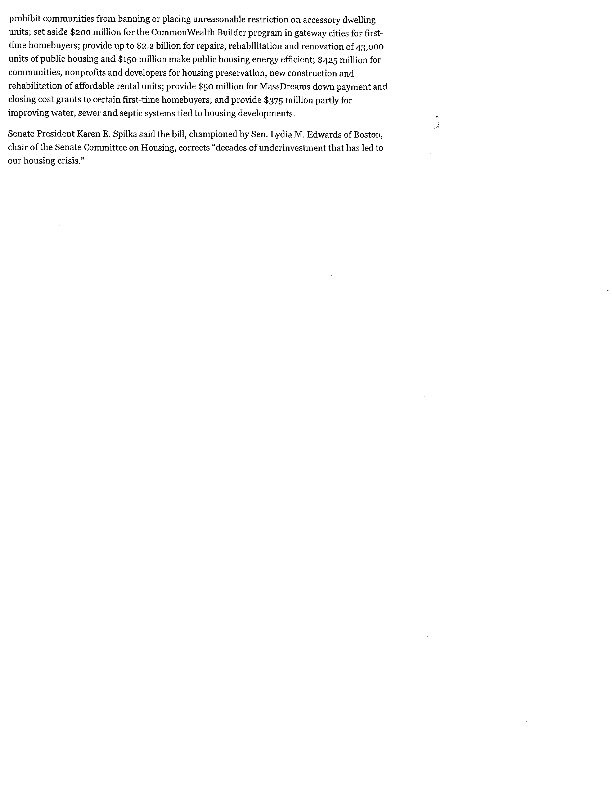 prohibit communities from banning or placing unreasonable restriction on accessory dwelling
units; set aside $200 million for the CommonWealth Builder program in gateway cities for first-
time homebuyers; provide up to $2.2 billion for repairs, rehabilitation and renovation of 43,000
units of public housing and $150 million make public housing energy efficient; $425 million for
communities, nonprofits and developers for housing preservation, new construction and
rehabilitation of affordable rental units; provide $50 million for MassDreams down payment and
closing cost grants to certain first-time homebuyers, and provide $375 million partly for
improving water, sewer and septic systems tied to housing developments.
Senate President Karen E. Spilka said the bill, championed by Sen. Lydia M. Edwards of Boston,
chair of the Senate Committee on Housing, corrects “decades of underinvestment that has led to
our housing crisis.”